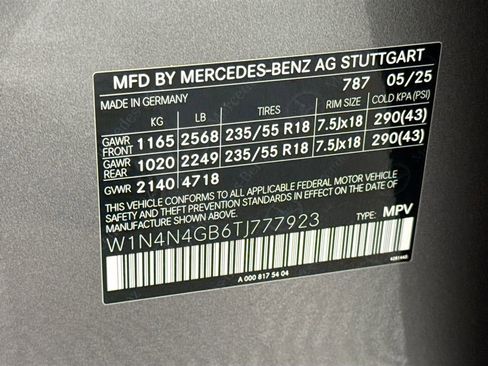 MFD BY MERCEDES-BENZ AG STUTTGART
787 05/25
MADE IN GERMANY
KG LB TIRES RIM SIZE COLD KPA (PSI)
GAWR FRONT 1165 2568 235/55 R18 7.5Jx18 290(43)
GAWR REAR 1020 2249 235/55 R18 7.5Jx18 290(43)
GVWR 2140 4718
THIS VEHICLE CONFORMS TO ALL APPLICABLE FEDERAL MOTOR VEHICLE
SAFETY AND THEFT PREVENTION STANDARDS IN EFFECT ON THE DATE OF
MANUFACTURE SHOWN ABOVE.
W1N4N4GB6TJ777923 TYPE: MPV
A 000 817 54 04